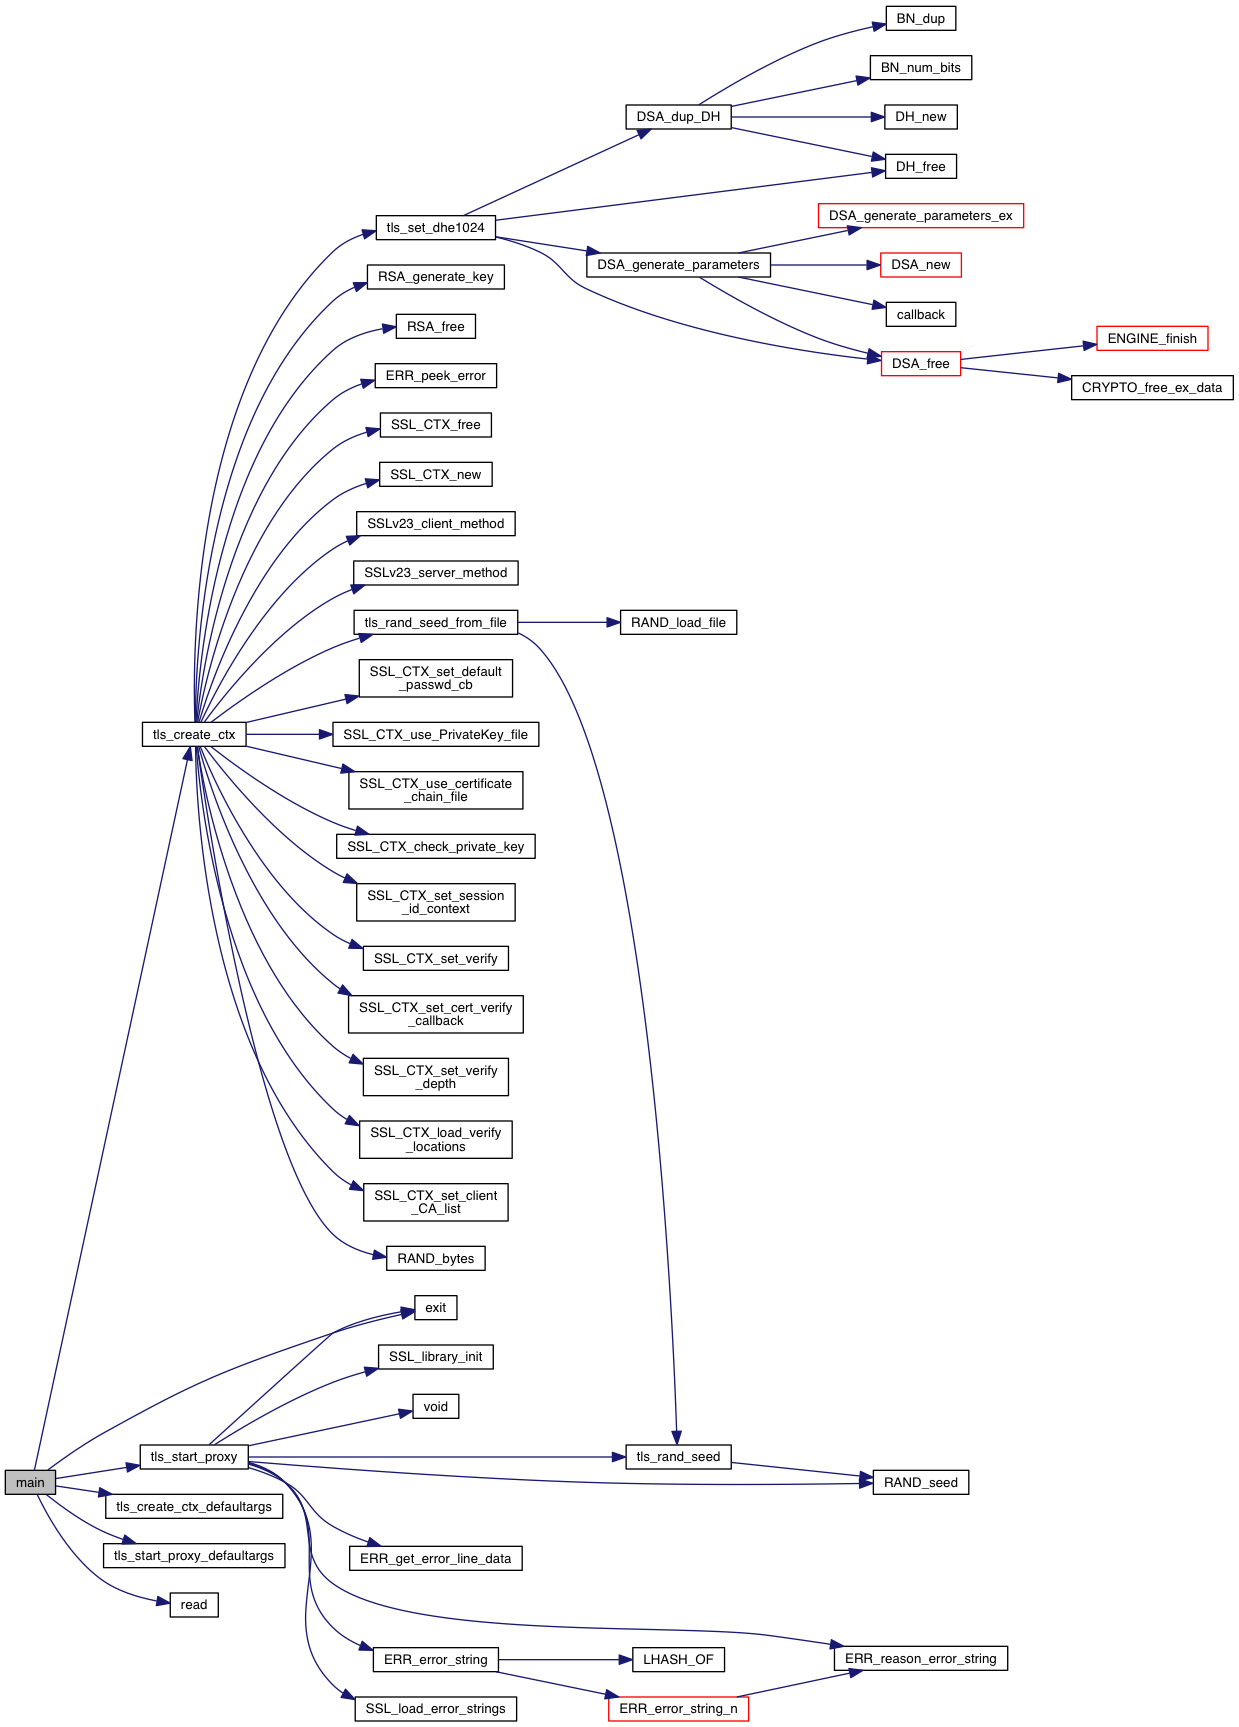 BN_dup
BN_num_bits
DSA_dup_DH
DH_new
DH_free
DSA_generate_parameters_ex
tls_set_dhe1024
DSA_generate_parameters
DSA_new
RSA_generate_key
callback
RSA_free
ENGINE_finish
DSA_free
ERR_peek_error
CRYPTO_free_ex_data
SSL_CTX_free
SSL_CTX_new
SSLv23_client_method
SSLv23_server_method
tls_rand_seed_from_file
RAND_load_file
SSL_CTX_set_default
_passwd_cb
tls_create_ctx
SSL_CTX_use_PrivateKey_file
SSL_CTX_use_certificate
_chain_file
SSL_CTX_check_private_key
SSL_CTX_set_session
_id_context
SSL_CTX_set_verify
SSL_CTX_set_cert_verify
_callback
SSL_CTX_set_verify
_depth
SSL_CTX_load_verify
_locations
SSL_CTX_set_client
_CA_list
RAND_bytes
exit
SSL_library_init
void
tls_start_proxy
tls_rand_seed
main
RAND_seed
tls_create_ctx_defaultargs
tls_start_proxy_defaultargs
ERR_get_error_line_data
read
ERR_error_string
LHASH_OF
ERR_reason_error_string
SSL_load_error_strings
ERR_error_string_n